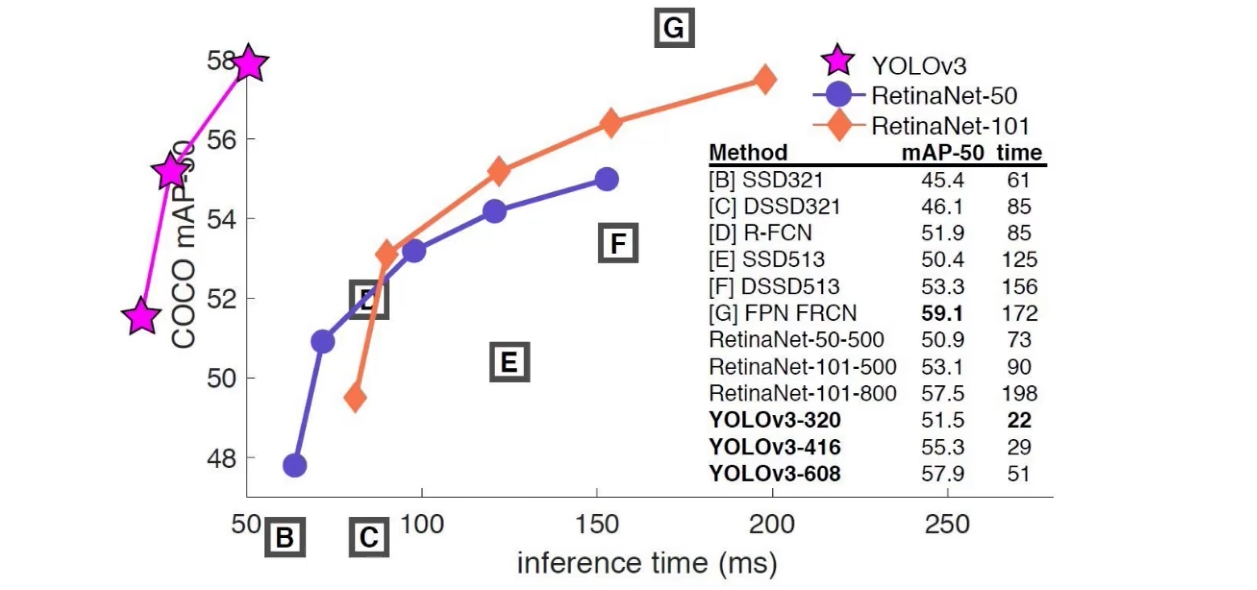 G
58
56
54
52
50
48
COCO mAP-50
F
D
E
50
B
C
100
150
200
250
inference time (ms)
YOLOv3
RetinaNet-50
RetinaNet-101
Method mAP-50 time
[B] SSD321 45.4 61
[C] DSSD321 46.1 85
[D] R-FCN 51.9 85
[E] SSD513 50.4 125
[F] DSSD513 53.3 156
[G] FPN FRCN 59.1 172
RetinaNet-50-500 50.9 73
RetinaNet-101-500 53.1 90
RetinaNet-101-800 57.5 198
YOLOv3-320 51.5 22
YOLOv3-416 55.3 29
YOLOv3-608 57.9 51